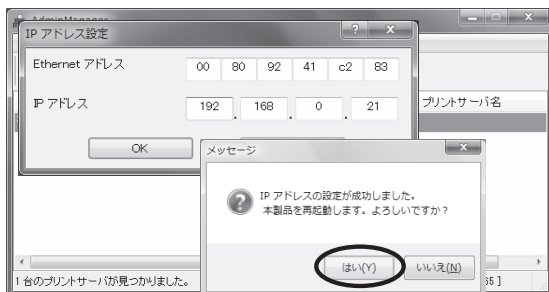 AdminManager
IP アドレス設定
Ethernet アドレス 00 80 92 41 c2 83
IP アドレス 192 . 168 . 0 . 21
プリントサーバ名
OK
メッセージ
IP アドレスの設定が成功しました。
本製品を再起動します。よろしいですか？
はい(Y) いいえ(N)
1 台のプリントサーバが見つかりました。
65 ]